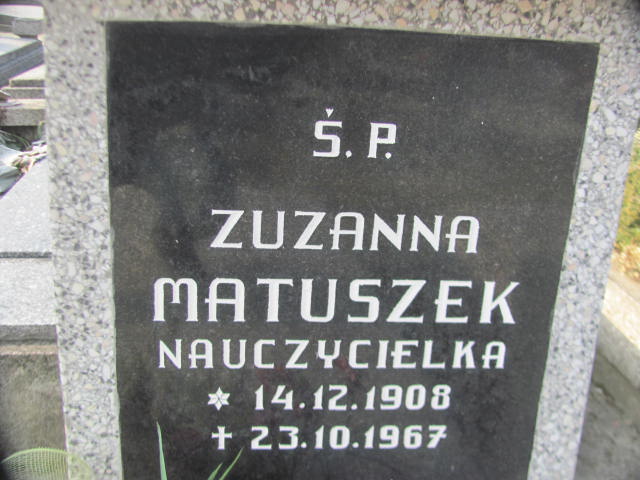 Ś. P.
ZUZANNA
MATUSZEK
NAUCZYCIELKA
* 14.12.1908
✝ 23.10.1967